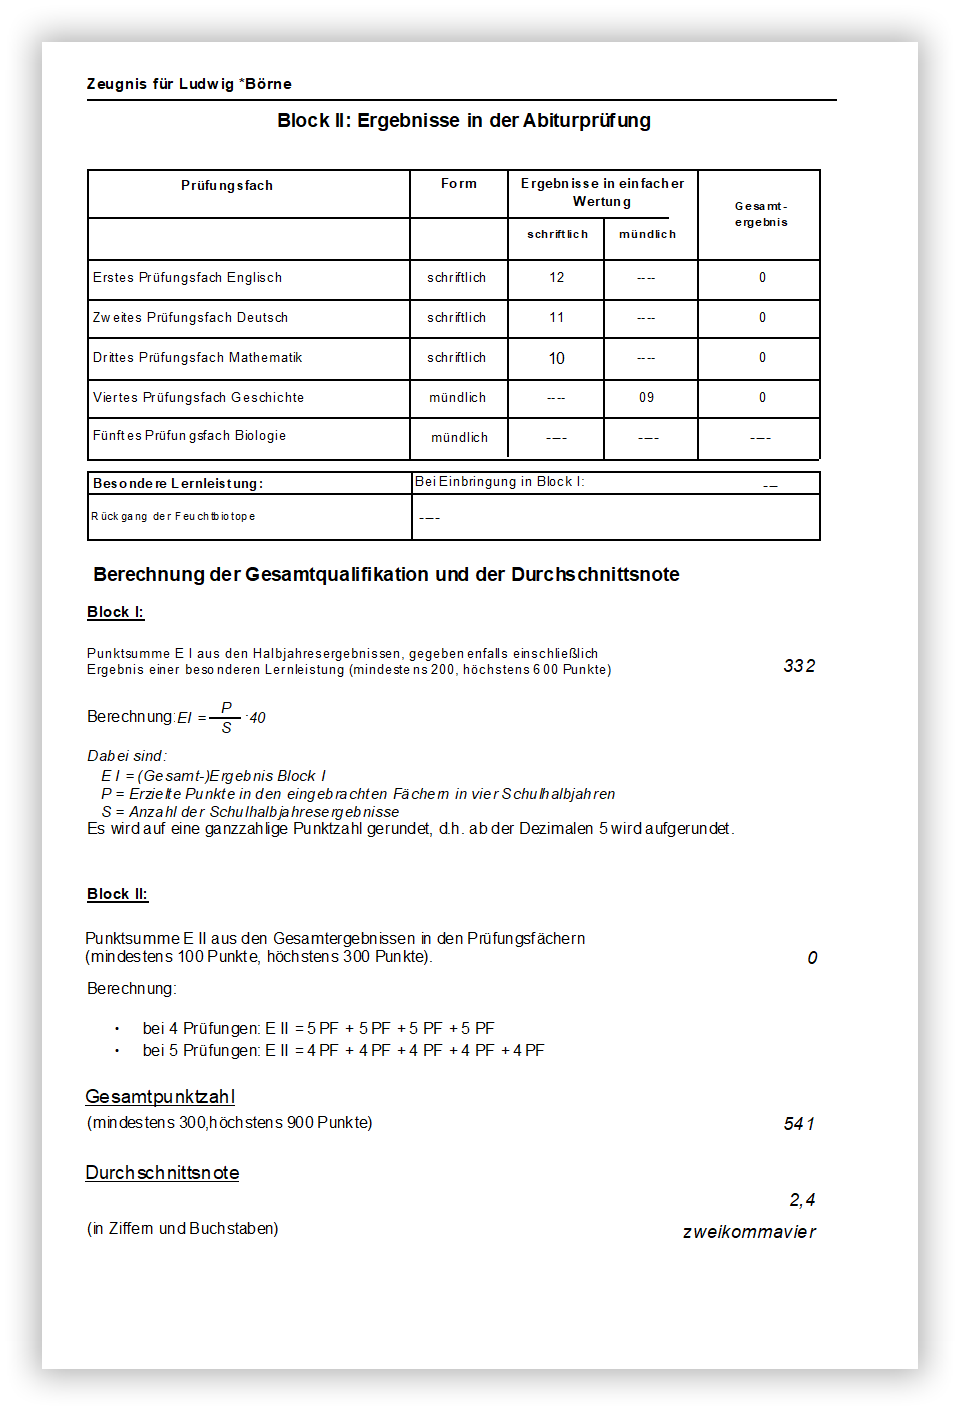 Zeugnis für Ludwig *Börne
Block II: Ergebnisse in der Abiturprüfung
Prüfungsfach Form Ergebnisse in einfacher Wertung Gesamt-ergebnis
schriftlich mündlich
Erstes Prüfungsfach Englisch schriftlich 12 ---- 0
Zweites Prüfungsfach Deutsch schriftlich 11 ---- 0
Drittes Prüfungsfach Mathematik schriftlich 10 ---- 0
Viertes Prüfungsfach Geschichte mündlich ---- 09 0
Fünftes Prüfungsfach Biologie mündlich ---- ---- ----
Besondere Lernleistung: Bei Einbringung in Block I: ---
Rückgang der Feuchtbiotope ----
Berechnung der Gesamtqualifikation und der Durchschnittsnote
Block I:
Punktsumme E I aus den Halbjahresergebnissen, gegebenenfalls einschließlich
Ergebnis einer besonderen Lernleistung (mindestens 200, höchstens 600 Punkte) 332
Berechnung: EI = P/S · 40
Dabei sind:
E I = (Gesamt-)Ergebnis Block I
P = Erzielte Punkte in den eingebrachten Fächern in vier Schulhalbjahren
S = Anzahl der Schulhalbjahresergebnisse
Es wird auf eine ganzzahlige Punktzahl gerundet, d.h. ab der Dezimalen 5 wird aufgerundet.
Block II:
Punktsumme E II aus den Gesamtergebnissen in den Prüfungsfächern
(mindestens 100 Punkte, höchstens 300 Punkte). 0
Berechnung:
• bei 4 Prüfungen: E II = 5 PF + 5 PF + 5 PF + 5 PF
• bei 5 Prüfungen: E II = 4 PF + 4 PF + 4 PF + 4 PF + 4 PF
Gesamtpunktzahl
(mindestens 300,höchstens 900 Punkte) 541
Durchschnittsnote
2,4
(in Ziffern und Buchstaben) zweikommavier